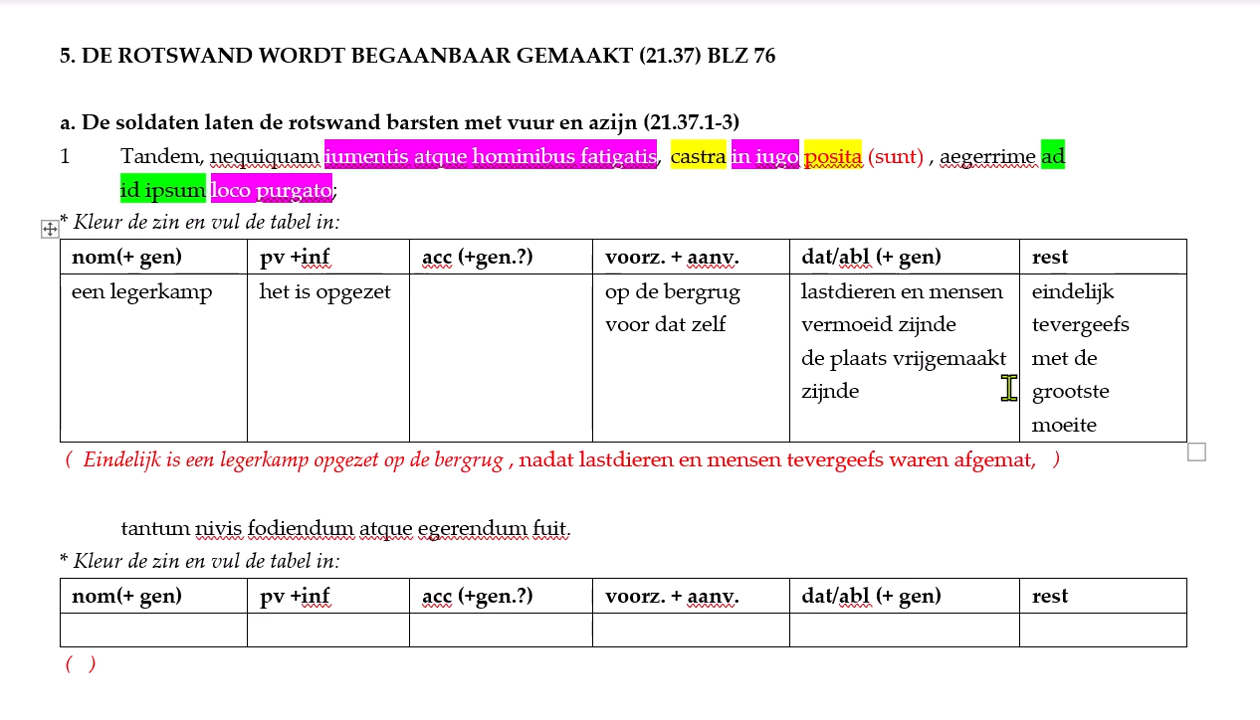 5. DE ROTSWAND WORDT BEGAANBAAR GEMAAKT (21.37) BLZ 76
a. De soldaten laten de rotswand barsten met vuur en azijn (21.37.1-3)
1 Tandem, nequiquam iumentis atque hominibus fatigatis, castra in iugo posita (sunt) , aegerrime ad
id ipsum loco purgato;
* Kleur de zin en vul de tabel in:
nom(+ gen) pv +inf acc (+gen.?) voorz. + aanv. dat/abl (+ gen) rest
een legerkamp het is opgezet op de bergrug lastdieren en mensen eindelijk
voor dat zelf vermoeid zijnde tevergeefs
de plaats vrijgemaakt met de
zijnde grootste
moeite
( Eindelijk is een legerkamp opgezet op de bergrug , nadat lastdieren en mensen tevergeefs waren afgemat, )
tantum nivis fodiendum atque egerendum fuit.
* Kleur de zin en vul de tabel in:
nom(+ gen) pv +inf acc (+gen.?) voorz. + aanv. dat/abl (+ gen) rest
( )